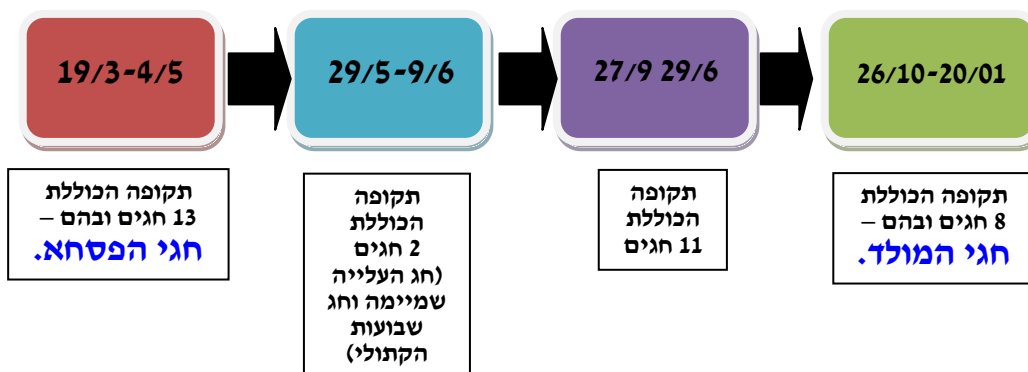 19/3-4/5
29/5-9/6
27/9 29/6
26/10-20/01
תקופה הכוללת
13 חגים ובהם –
חגי הפסחא.
תקופה
הכוללת
2 חגים
(חג העלייה
שמיימה וחג
שבועות
הקתולי)
תקופה
הכוללת
11 חגים
תקופה הכוללת
8 חגים ובהם –
חגי המולד.